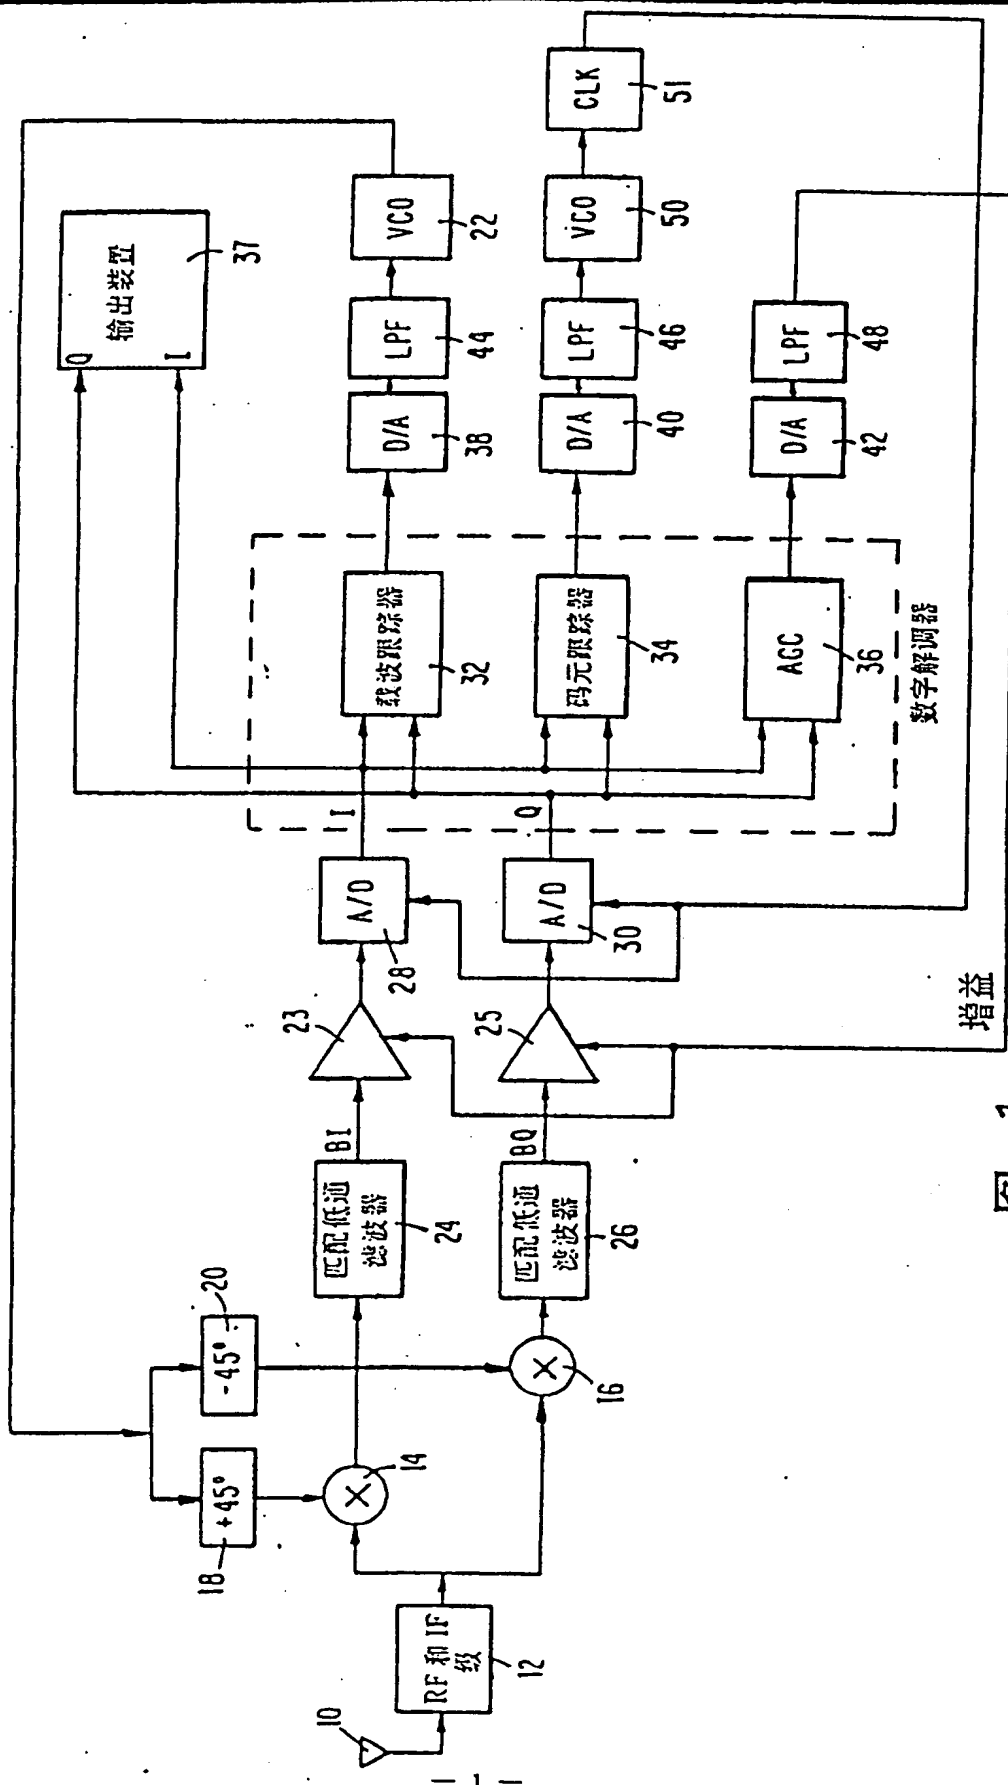 输出装置
Q
I
37
VCO
22
LPF
44
D/A
38
载波跟踪器
32
CLK
51
VCO
50
LPF
46
D/A
40
码元跟踪器
34
LPF
48
D/A
42
AGC
36
数字解调器
I
Q
A/D
28
A/D
30
23
25
增益
BI
BQ
匹配低通
滤波器
24
匹配低通
滤波器
26
-45°
20
+45°
18
X
14
X
16
RF 和 IF
级
12
10
图 1
— 1 —